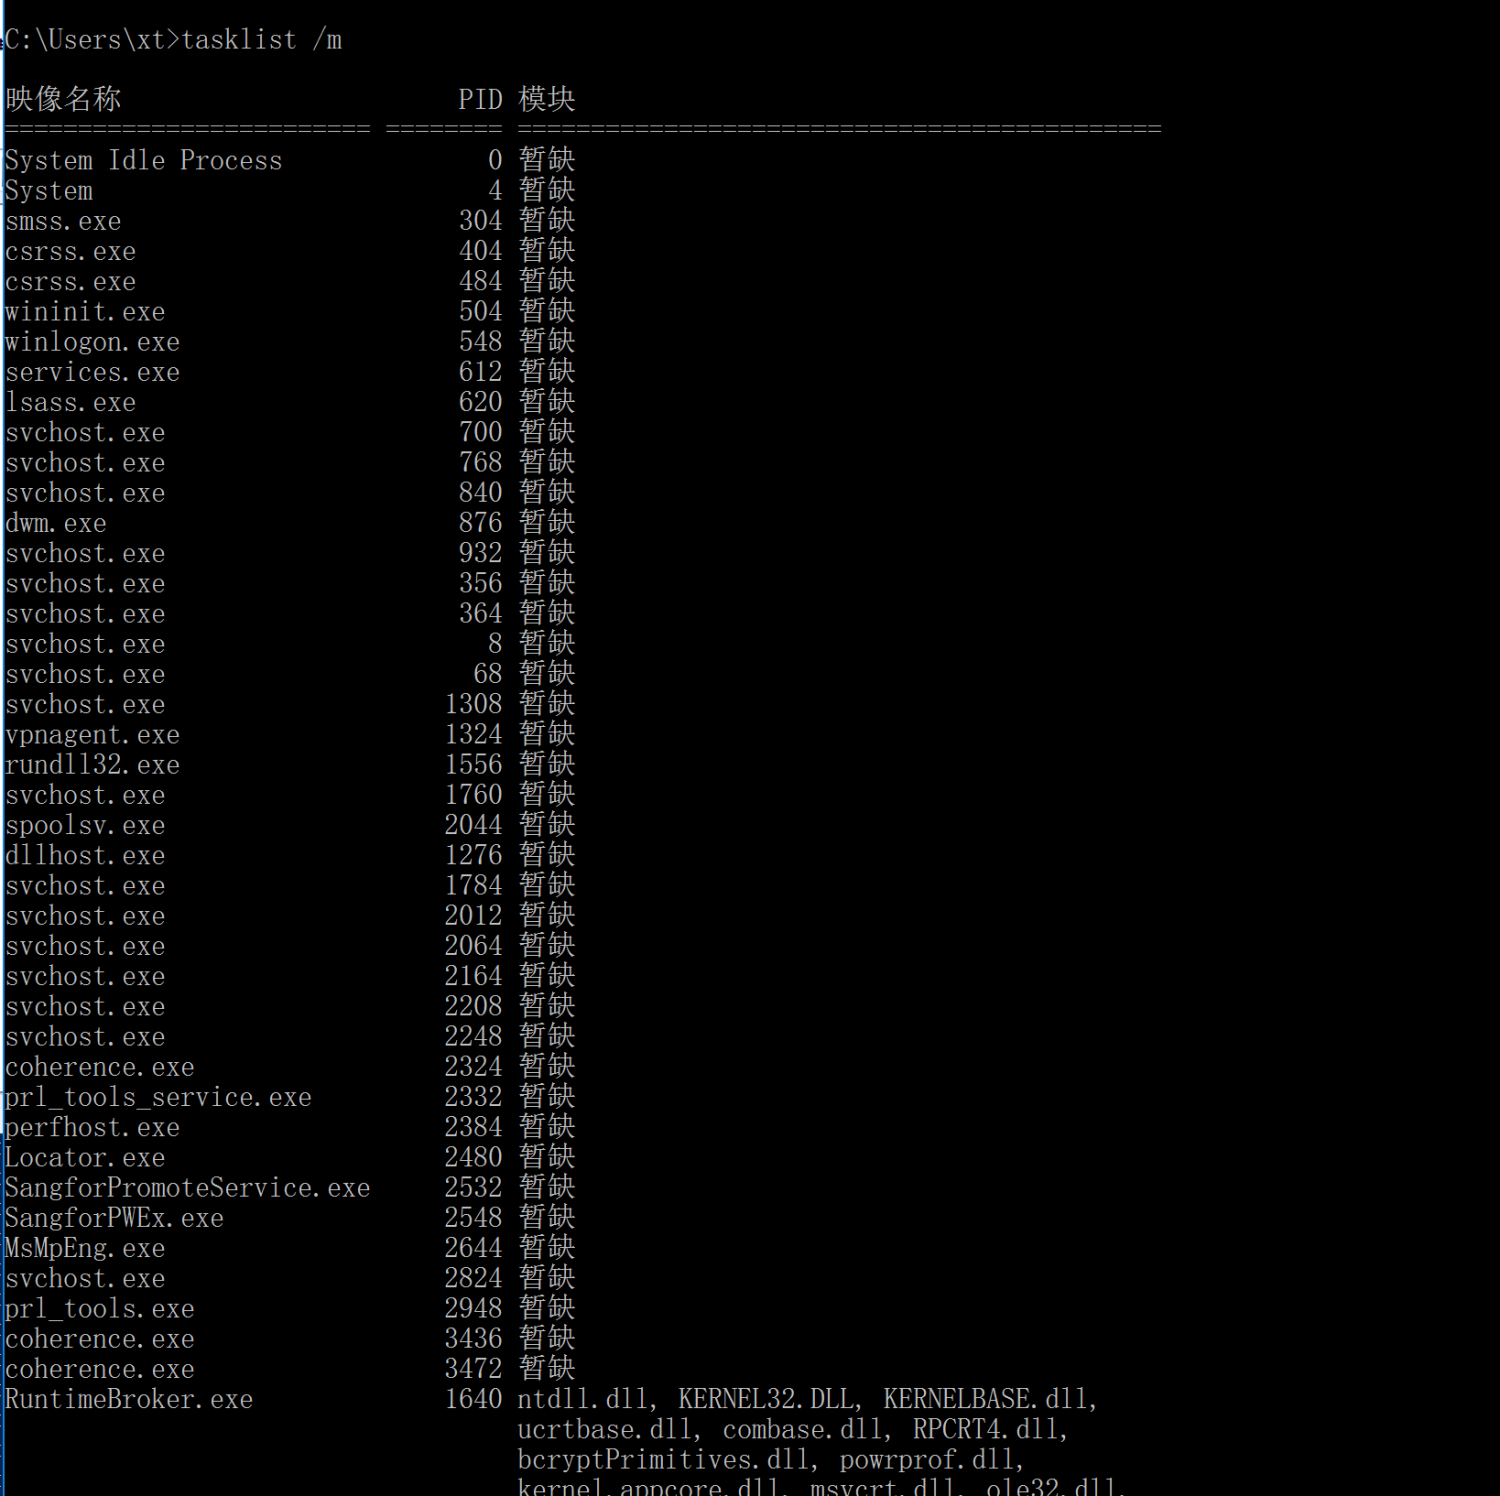 C:\Users\xt>tasklist /m
映像名称 PID 模块
========================= ======== ============================================
System Idle Process 0 暂缺
System 4 暂缺
smss.exe 304 暂缺
csrss.exe 404 暂缺
csrss.exe 484 暂缺
wininit.exe 504 暂缺
winlogon.exe 548 暂缺
services.exe 612 暂缺
lsass.exe 620 暂缺
svchost.exe 700 暂缺
svchost.exe 768 暂缺
svchost.exe 840 暂缺
dwm.exe 876 暂缺
svchost.exe 932 暂缺
svchost.exe 356 暂缺
svchost.exe 364 暂缺
svchost.exe 8 暂缺
svchost.exe 68 暂缺
svchost.exe 1308 暂缺
vpnagent.exe 1324 暂缺
rundll32.exe 1556 暂缺
svchost.exe 1760 暂缺
spoolsv.exe 2044 暂缺
dllhost.exe 1276 暂缺
svchost.exe 1784 暂缺
svchost.exe 2012 暂缺
svchost.exe 2064 暂缺
svchost.exe 2164 暂缺
svchost.exe 2208 暂缺
svchost.exe 2248 暂缺
coherence.exe 2324 暂缺
prl_tools_service.exe 2332 暂缺
perfhost.exe 2384 暂缺
Locator.exe 2480 暂缺
SangforPromoteService.exe 2532 暂缺
SangforPWEx.exe 2548 暂缺
MsMpEng.exe 2644 暂缺
svchost.exe 2824 暂缺
prl_tools.exe 2948 暂缺
coherence.exe 3436 暂缺
coherence.exe 3472 暂缺
RuntimeBroker.exe 1640 ntdll.dll, KERNEL32.DLL, KERNELBASE.dll,
ucrtbase.dll, combase.dll, RPCRT4.dll,
bcryptPrimitives.dll, powrprof.dll,
kernel.appcore.dll, msvcrt.dll, ole32.dll,